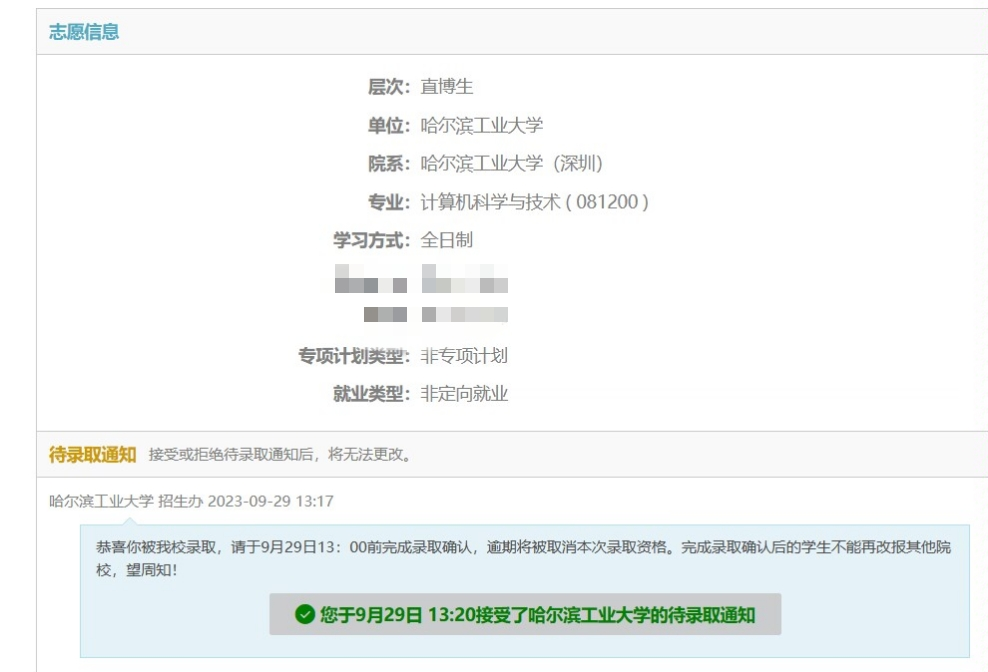 志愿信息
层次：直博生
单位：哈尔滨工业大学
院系：哈尔滨工业大学（深圳）
专业：计算机科学与技术 ( 081200 )
学习方式：全日制
专项计划类型：非专项计划
就业类型：非定向就业
待录取通知 接受或拒绝待录取通知后，将无法更改。
哈尔滨工业大学 招生办 2023-09-29 13:17
恭喜你被我校录取，请于9月29日13：00前完成录取确认，逾期将被取消本次录取资格。完成录取确认后的学生不能再改报其他院
校，望周知！
您于9月29日 13:20接受了哈尔滨工业大学的待录取通知